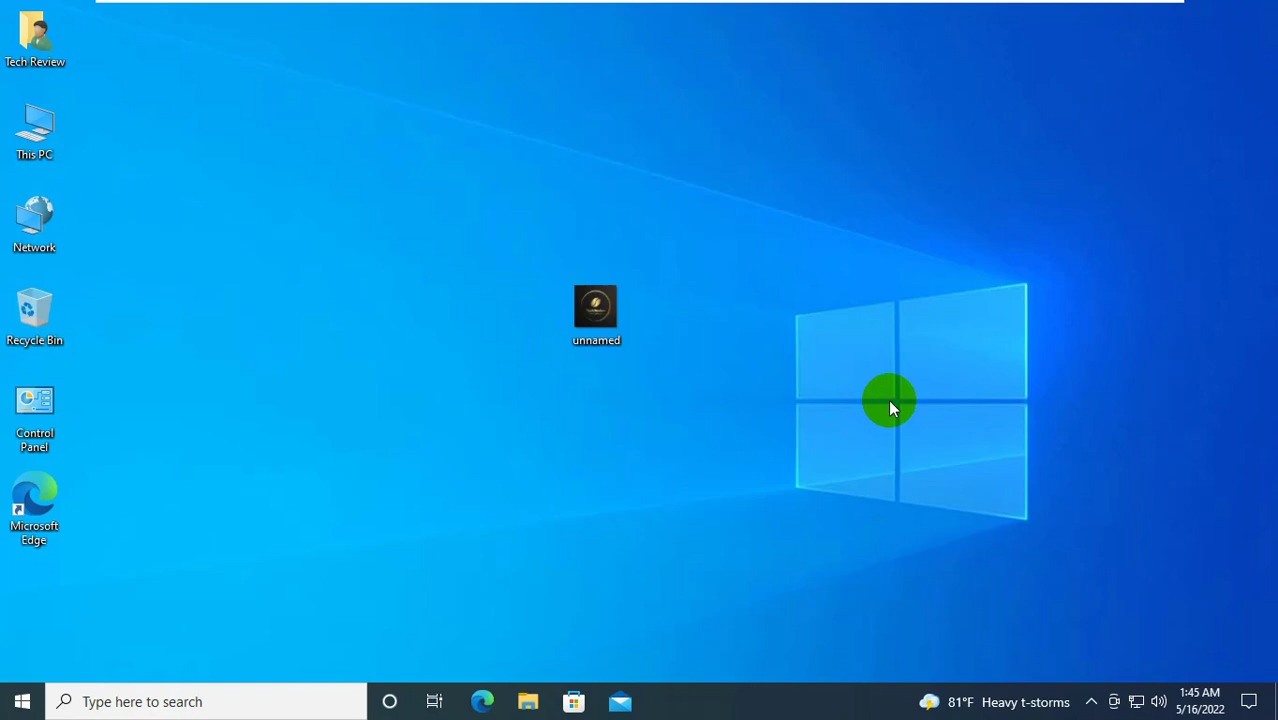 Tech Review
This PC
Network
Recycle Bin
Control
Panel
Microsoft
Edge
unnamed
Type here to search
81°F Heavy t-storms
1:45 AM
5/16/2022